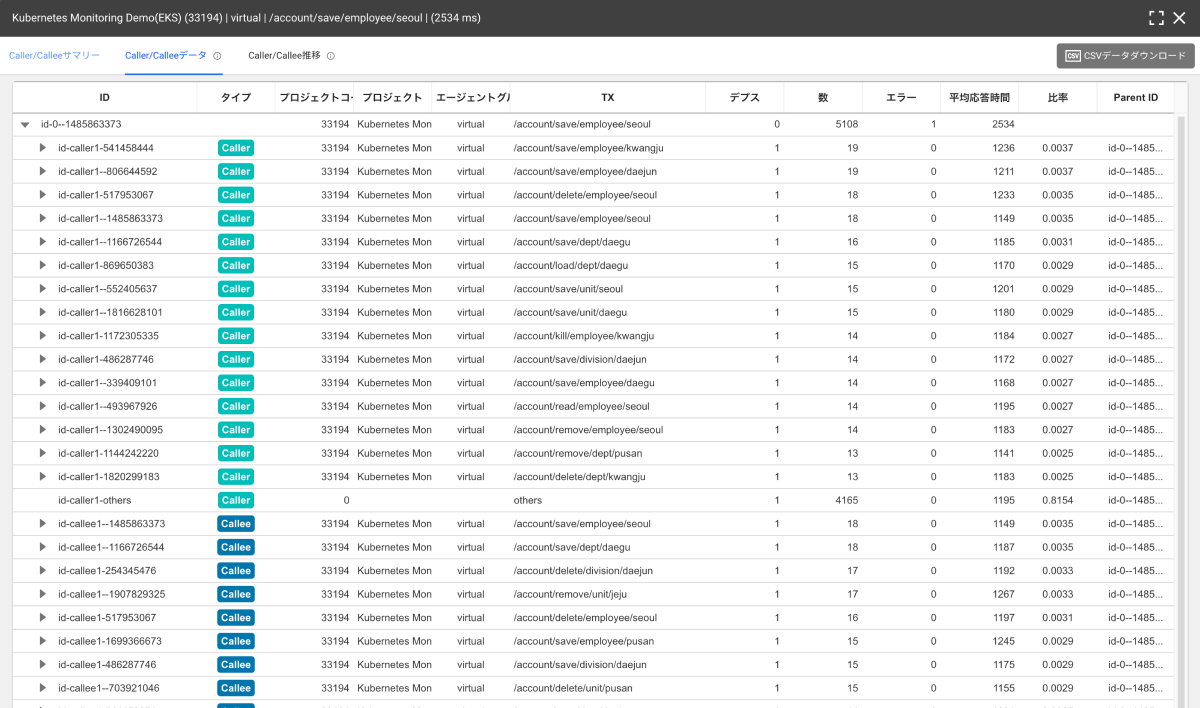 Kubernetes Monitoring Demo(EKS) (33194) | virtual | /account/save/employee/seoul | (2534 ms)
Caller/Calleeサマリー Caller/Calleeデータ Caller/Callee推移 CSV CSVデータダウンロード
ID タイプ プロジェクトコー プロジェクト エージェントグル TX デプス 数 エラー 平均応答時間 比率 Parent ID
id-0--1485863373 33194 Kubernetes Mon virtual /account/save/employee/seoul 0 5108 1 2534
id-caller1-541458444 Caller 33194 Kubernetes Mon virtual /account/save/employee/kwangju 1 19 0 1236 0.0037 id-0--1485...
id-caller1--806644592 Caller 33194 Kubernetes Mon virtual /account/save/employee/daejun 1 19 0 1211 0.0037 id-0--1485...
id-caller1-517953067 Caller 33194 Kubernetes Mon virtual /account/delete/employee/seoul 1 18 0 1233 0.0035 id-0--1485...
id-caller1--1485863373 Caller 33194 Kubernetes Mon virtual /account/save/employee/seoul 1 18 0 1149 0.0035 id-0--1485...
id-caller1--1166726544 Caller 33194 Kubernetes Mon virtual /account/save/dept/daegu 1 16 0 1185 0.0031 id-0--1485...
id-caller1-869650383 Caller 33194 Kubernetes Mon virtual /account/load/dept/daegu 1 15 0 1170 0.0029 id-0--1485...
id-caller1--552405637 Caller 33194 Kubernetes Mon virtual /account/save/unit/seoul 1 15 0 1201 0.0029 id-0--1485...
id-caller1--1816628101 Caller 33194 Kubernetes Mon virtual /account/save/unit/daegu 1 15 0 1180 0.0029 id-0--1485...
id-caller1-1172305335 Caller 33194 Kubernetes Mon virtual /account/kill/employee/kwangju 1 14 0 1184 0.0027 id-0--1485...
id-caller1-486287746 Caller 33194 Kubernetes Mon virtual /account/save/division/daejun 1 14 0 1172 0.0027 id-0--1485...
id-caller1--339409101 Caller 33194 Kubernetes Mon virtual /account/save/employee/daegu 1 14 0 1168 0.0027 id-0--1485...
id-caller1--493967926 Caller 33194 Kubernetes Mon virtual /account/read/employee/seoul 1 14 0 1195 0.0027 id-0--1485...
id-caller1--1302490095 Caller 33194 Kubernetes Mon virtual /account/remove/employee/seoul 1 14 0 1183 0.0027 id-0--1485...
id-caller1-1144242220 Caller 33194 Kubernetes Mon virtual /account/remove/dept/pusan 1 13 0 1141 0.0025 id-0--1485...
id-caller1-1820299183 Caller 33194 Kubernetes Mon virtual /account/delete/dept/kwangju 1 13 0 1183 0.0025 id-0--1485...
id-caller1-others Caller 0 others 1 4165 0 1195 0.8154 id-0--1485...
id-callee1--1485863373 Callee 33194 Kubernetes Mon virtual /account/save/employee/seoul 1 18 0 1149 0.0035 id-0--1485...
id-callee1--1166726544 Callee 33194 Kubernetes Mon virtual /account/save/dept/daegu 1 18 0 1187 0.0035 id-0--1485...
id-callee1-254345476 Callee 33194 Kubernetes Mon virtual /account/delete/division/daejun 1 17 0 1192 0.0033 id-0--1485...
id-callee1--1907829325 Callee 33194 Kubernetes Mon virtual /account/remove/unit/jeju 1 17 0 1267 0.0033 id-0--1485...
id-callee1-517953067 Callee 33194 Kubernetes Mon virtual /account/delete/employee/seoul 1 16 0 1197 0.0031 id-0--1485...
id-callee1-1699366673 Callee 33194 Kubernetes Mon virtual /account/save/employee/pusan 1 15 0 1245 0.0029 id-0--1485...
id-callee1-486287746 Callee 33194 Kubernetes Mon virtual /account/save/division/daejun 1 15 0 1175 0.0029 id-0--1485...
id-callee1--703921046 Callee 33194 Kubernetes Mon virtual /account/delete/unit/pusan 1 15 0 1155 0.0029 id-0--1485...